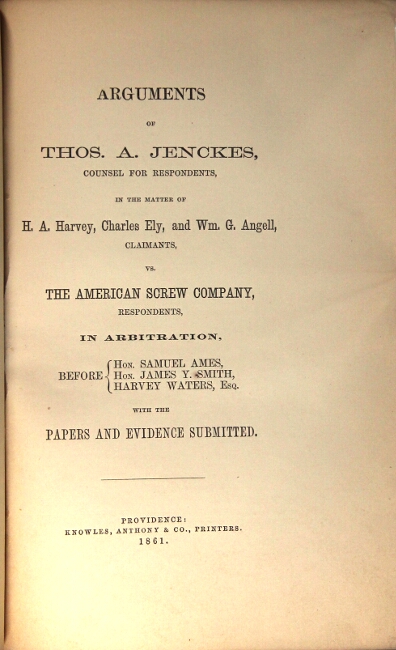 ARGUMENTS
OF
THOS. A. JENCKES,
COUNSEL FOR RESPONDENTS,
IN THE MATTER OF
H. A. Harvey, Charles Ely, and Wm. G. Angell,
CLAIMANTS,
VS.
THE AMERICAN SCREW COMPANY,
RESPONDENTS,
IN ARBITRATION,
BEFORE { HON. SAMUEL AMES,
HON. JAMES Y. SMITH,
HARVEY WATERS, ESQ.
WITH THE
PAPERS AND EVIDENCE SUBMITTED.
PROVIDENCE:
KNOWLES, ANTHONY & CO., PRINTERS.
1861.